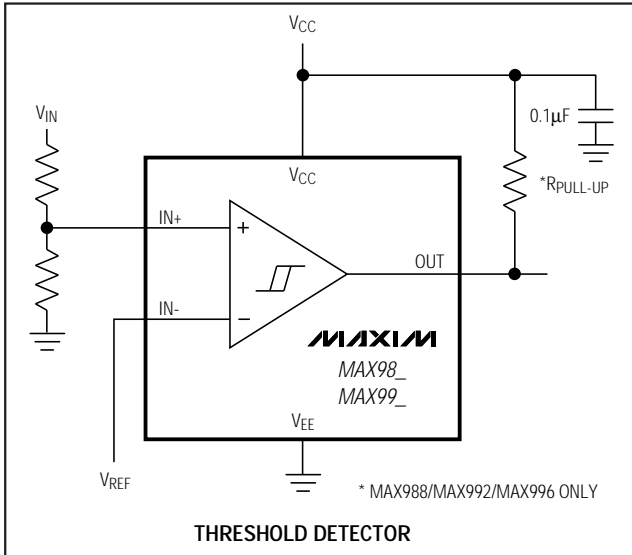 VCC
VIN
0.1µF
VCC
*RPULL-UP
IN+
+
OUT
IN-
−
MAXIM
MAX98_
MAX99_
VEE
VREF
* MAX988/MAX992/MAX996 ONLY
THRESHOLD DETECTOR